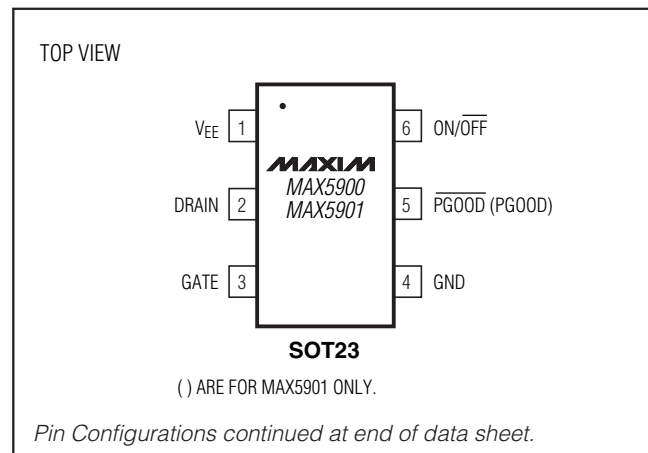 TOP VIEW
VEE 1
6 ON/OFF
MAXIM
MAX5900
MAX5901
DRAIN 2
5 PGOOD (PGOOD)
GATE 3
4 GND
SOT23
( ) ARE FOR MAX5901 ONLY.
Pin Configurations continued at end of data sheet.